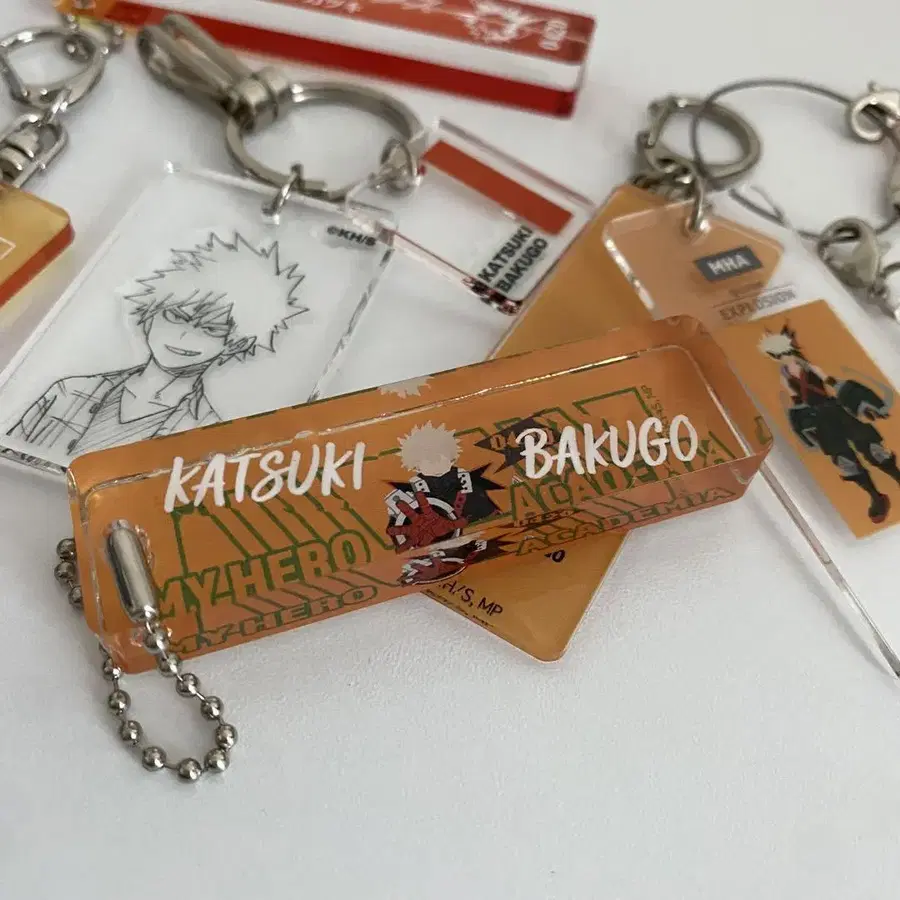 ©KH/S
KATSUKI
BAKUGO
MHA
EXPLOSION
KATSUKI
BAKUGO
MY HERO
ACADEMIA
MY HERO
ACADEMIA
H/S, MP